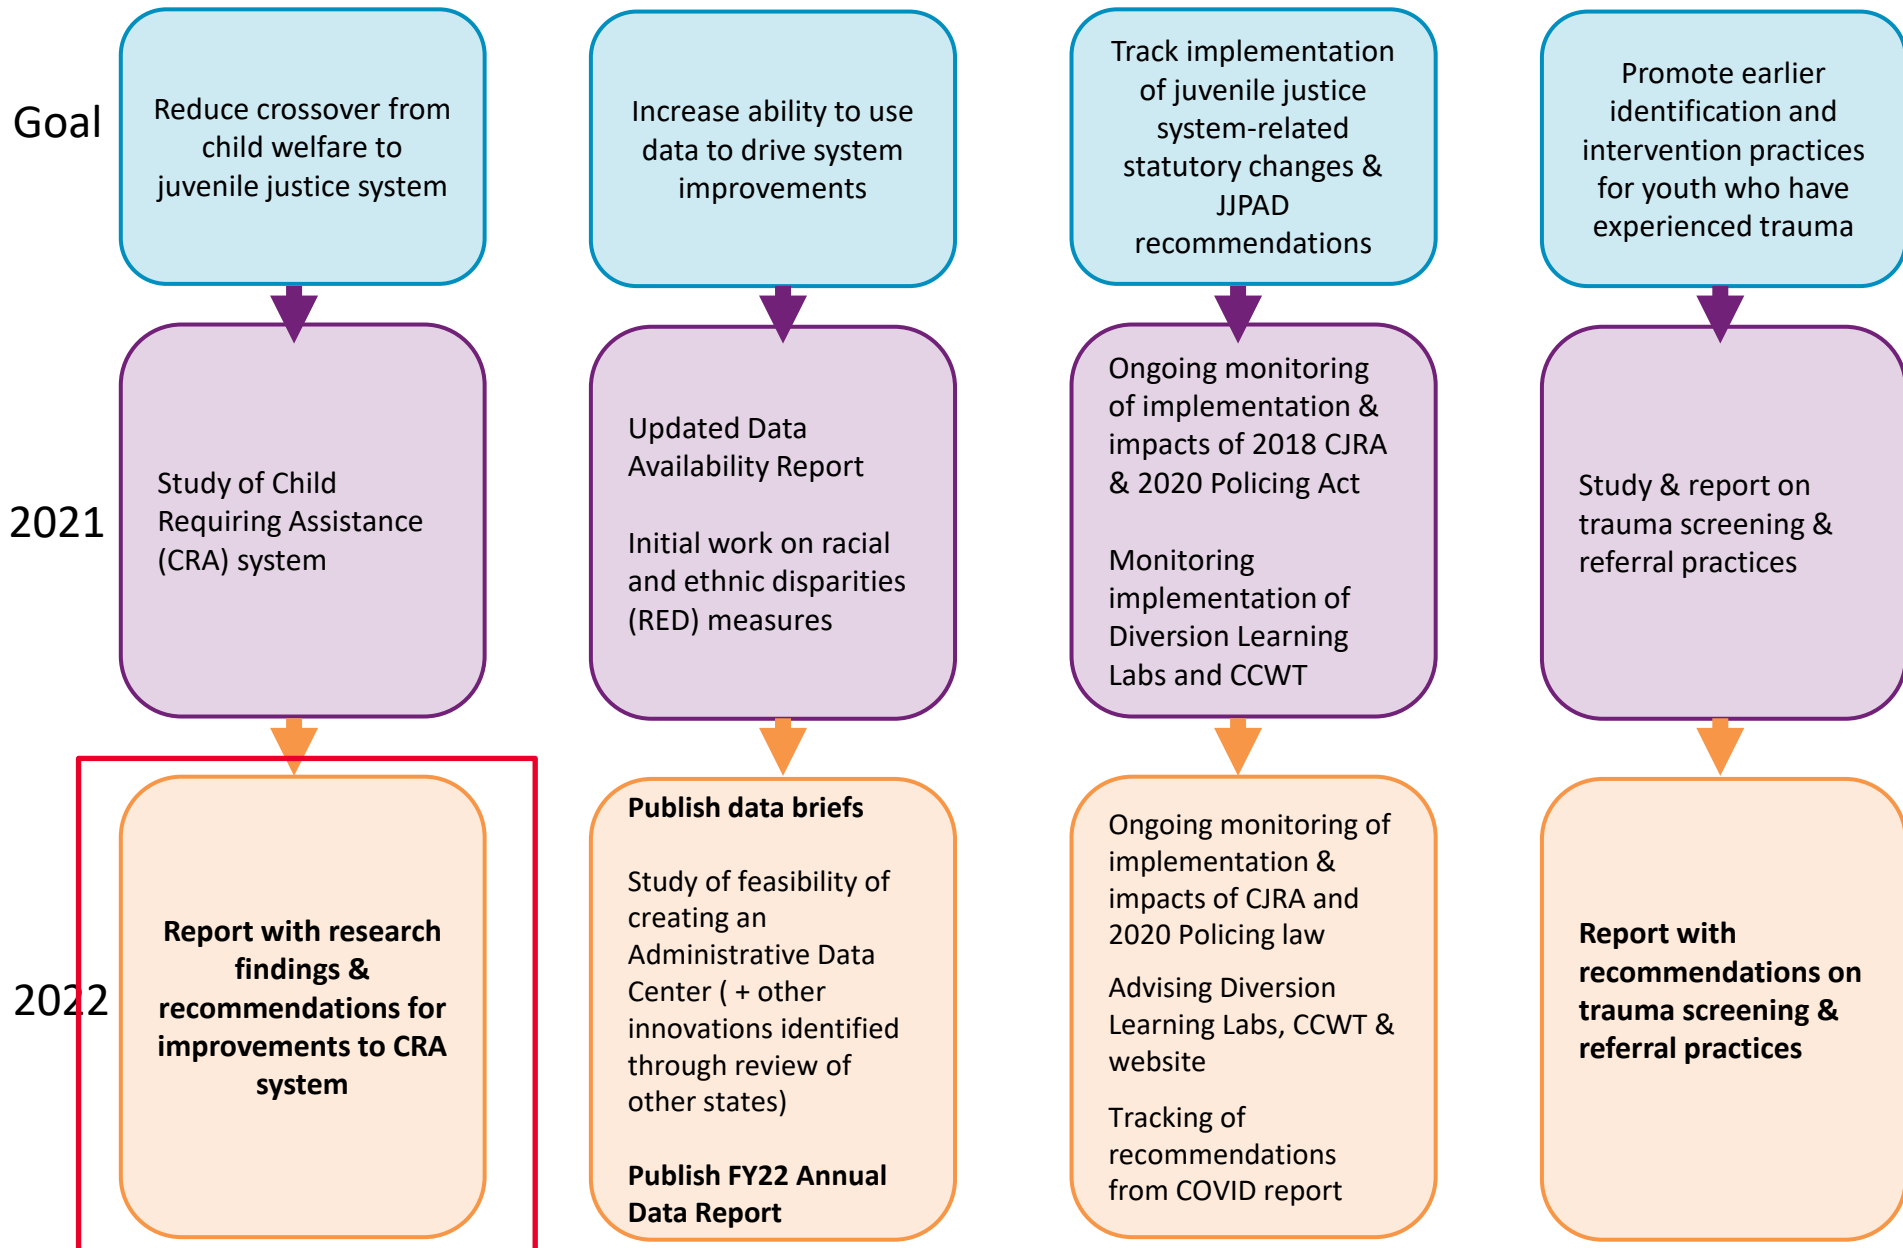 Goal
Reduce crossover from
child welfare to
juvenile justice system
Increase ability to use
data to drive system
improvements
Track implementation
of juvenile justice
system-related
statutory changes &
JJPAD
recommendations
Promote earlier
identification and
intervention practices
for youth who have
experienced trauma
2021
Study of Child
Requiring Assistance
(CRA) system
Updated Data
Availability Report
Initial work on racial
and ethnic disparities
(RED) measures
Ongoing monitoring
of implementation &
impacts of 2018 CJRA
& 2020 Policing Act
Monitoring
implementation of
Diversion Learning
Labs and CCWT
Study & report on
trauma screening &
referral practices
2022
Report with research
findings &
recommendations for
improvements to CRA
system
Publish data briefs
Study of feasibility of
creating an
Administrative Data
Center ( + other
innovations identified
through review of
other states)
Publish FY22 Annual
Data Report
Ongoing monitoring of
implementation &
impacts of CJRA and
2020 Policing law
Advising Diversion
Learning Labs, CCWT &
website
Tracking of
recommendations
from COVID report
Report with
recommendations on
trauma screening &
referral practices